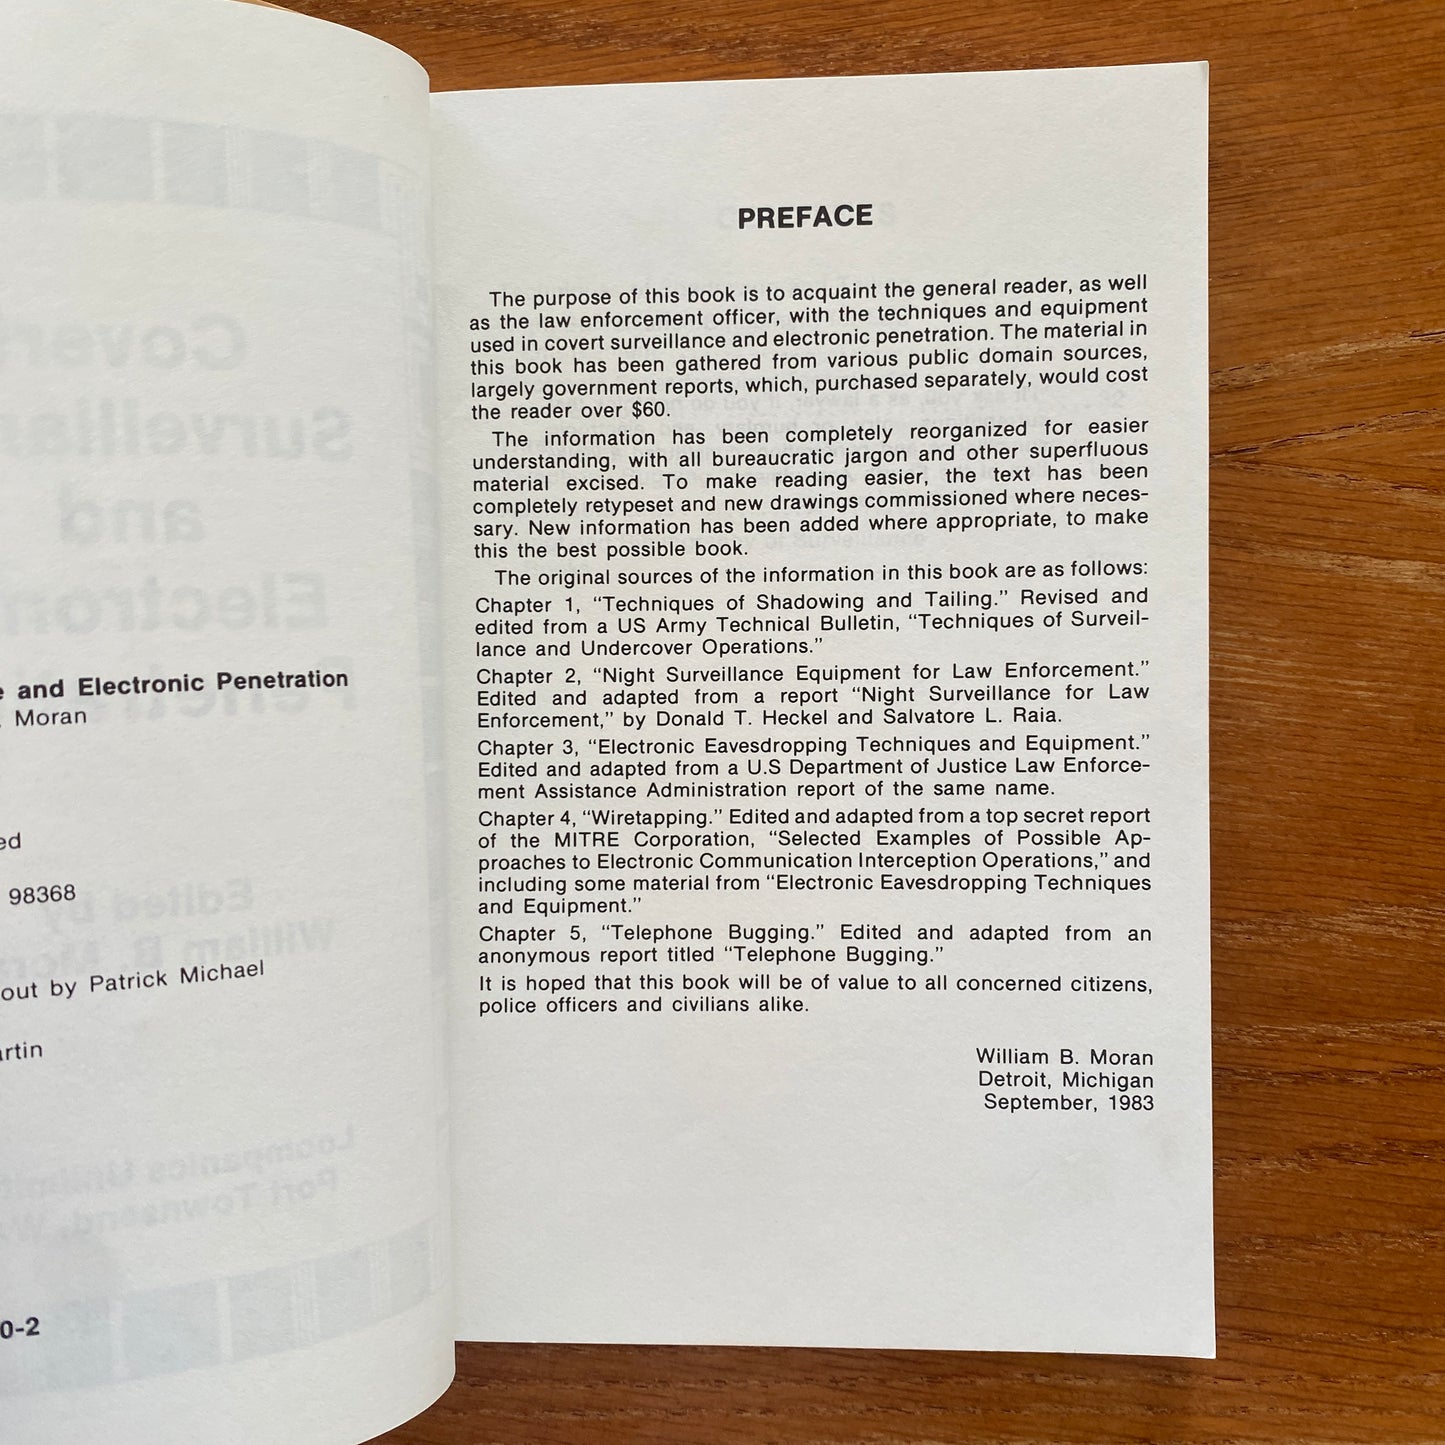 e and Electronic Penetration
. Moran
ed
98368
out by Patrick Michael
artin
0-2
PREFACE
The purpose of this book is to acquaint the general reader, as well
as the law enforcement officer, with the techniques and equipment
used in covert surveillance and electronic penetration. The material in
this book has been gathered from various public domain sources,
largely government reports, which, purchased separately, would cost
the reader over $60.
The information has been completely reorganized for easier
understanding, with all bureaucratic jargon and other superfluous
material excised. To make reading easier, the text has been
completely retypeset and new drawings commissioned where neces-
sary. New information has been added where appropriate, to make
this the best possible book.
The original sources of the information in this book are as follows:
Chapter 1, “Techniques of Shadowing and Tailing.” Revised and
edited from a US Army Technical Bulletin, “Techniques of Surveil-
lance and Undercover Operations.”
Chapter 2, “Night Surveillance Equipment for Law Enforcement.”
Edited and adapted from a report “Night Surveillance for Law
Enforcement,” by Donald T. Heckel and Salvatore L. Raia.
Chapter 3, “Electronic Eavesdropping Techniques and Equipment.”
Edited and adapted from a U.S Department of Justice Law Enforce-
ment Assistance Administration report of the same name.
Chapter 4, “Wiretapping.” Edited and adapted from a top secret report
of the MITRE Corporation, “Selected Examples of Possible Ap-
proaches to Electronic Communication Interception Operations,” and
including some material from “Electronic Eavesdropping Techniques
and Equipment.”
Chapter 5, “Telephone Bugging.” Edited and adapted from an
anonymous report titled “Telephone Bugging.”
It is hoped that this book will be of value to all concerned citizens,
police officers and civilians alike.
William B. Moran
Detroit, Michigan
September, 1983